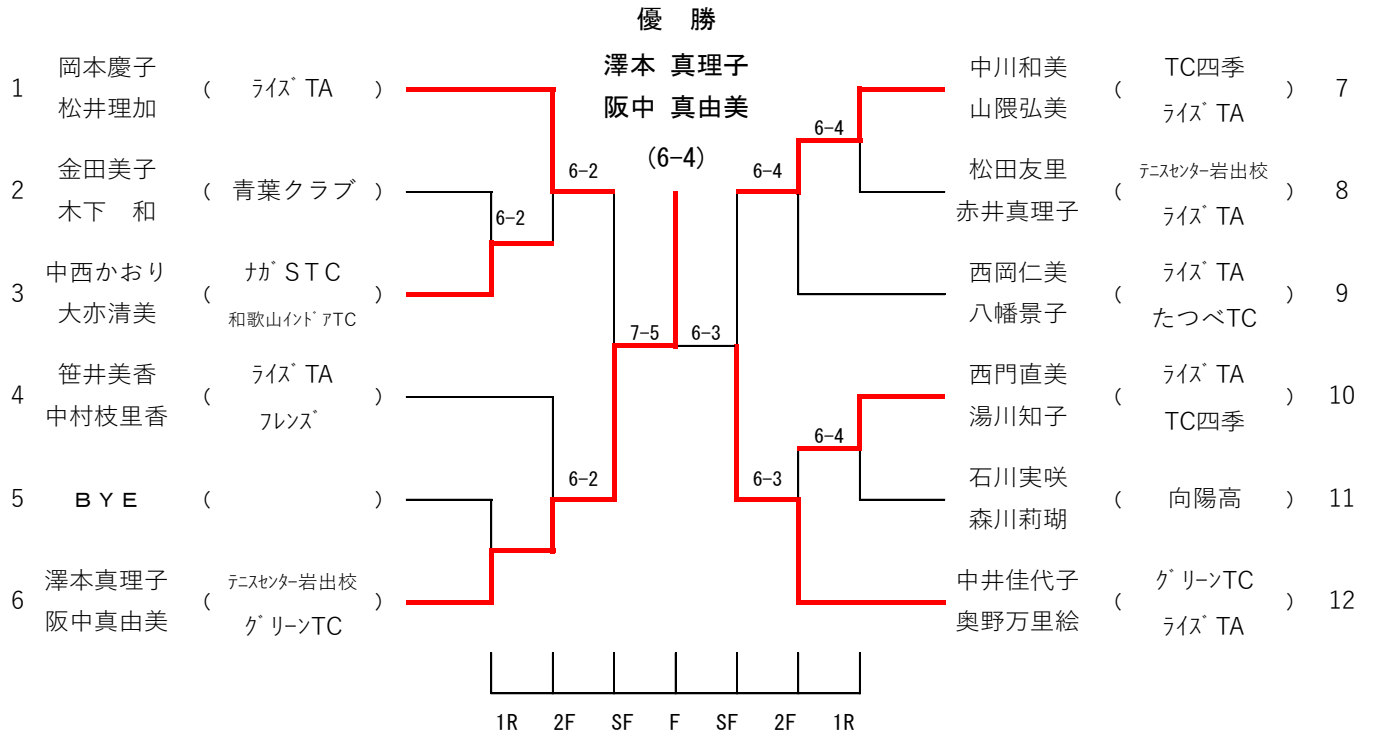 優　勝
澤本 真理子
阪中 真由美
(6-4)
1 岡本慶子 ( ﾗｲｽﾞTA )
松井理加
2 金田美子 ( 青葉クラブ )
木下　和
3 中西かおり ( ﾅｶﾞＳＴＣ )
大亦清美 和歌山ｲﾝﾄﾞｱTC
4 笹井美香 ( ﾗｲｽﾞTA )
中村枝里香 ﾌﾚﾝｽﾞ
5 ＢＹＥ ( )
6 澤本真理子 ( ﾃﾆｽｾﾝﾀｰ岩出校 )
阪中真由美 ｸﾞﾘｰﾝTC
6-2
6-2
7-5
6-2
6-4
6-4
6-3
6-4
6-3
中川和美 ( TC四季 ) 7
山隈弘美 ﾗｲｽﾞTA
松田友里 ( ﾃﾆｽｾﾝﾀｰ岩出校 ) 8
赤井真理子 ﾗｲｽﾞTA
西岡仁美 ( ﾗｲｽﾞTA ) 9
八幡景子 たつべTC
西門直美 ( ﾗｲｽﾞTA ) 10
湯川知子 TC四季
石川実咲 ( 向陽高 ) 11
森川莉瑚
中井佳代子 ( ｸﾞﾘｰﾝTC ) 12
奥野万里絵 ﾗｲｽﾞTA
1R 2F SF F SF 2F 1R